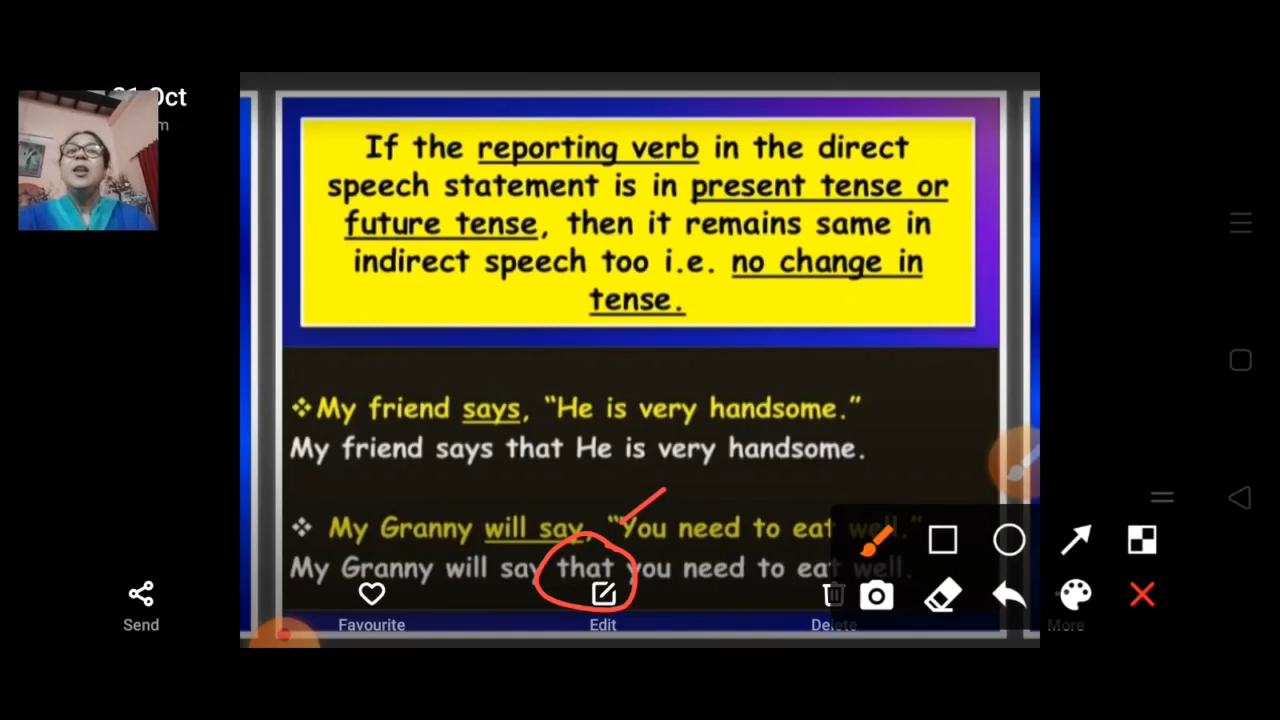 21 Oct
m
If the reporting verb in the direct
speech statement is in present tense or
future tense, then it remains same in
indirect speech too i.e. no change in
tense.
❖My friend says, “He is very handsome.”
My friend says that He is very handsome.
❖ My Granny will say, “You need to eat well.”
My Granny will say that you need to eat well.
Send
Favourite
Edit
Delete
More